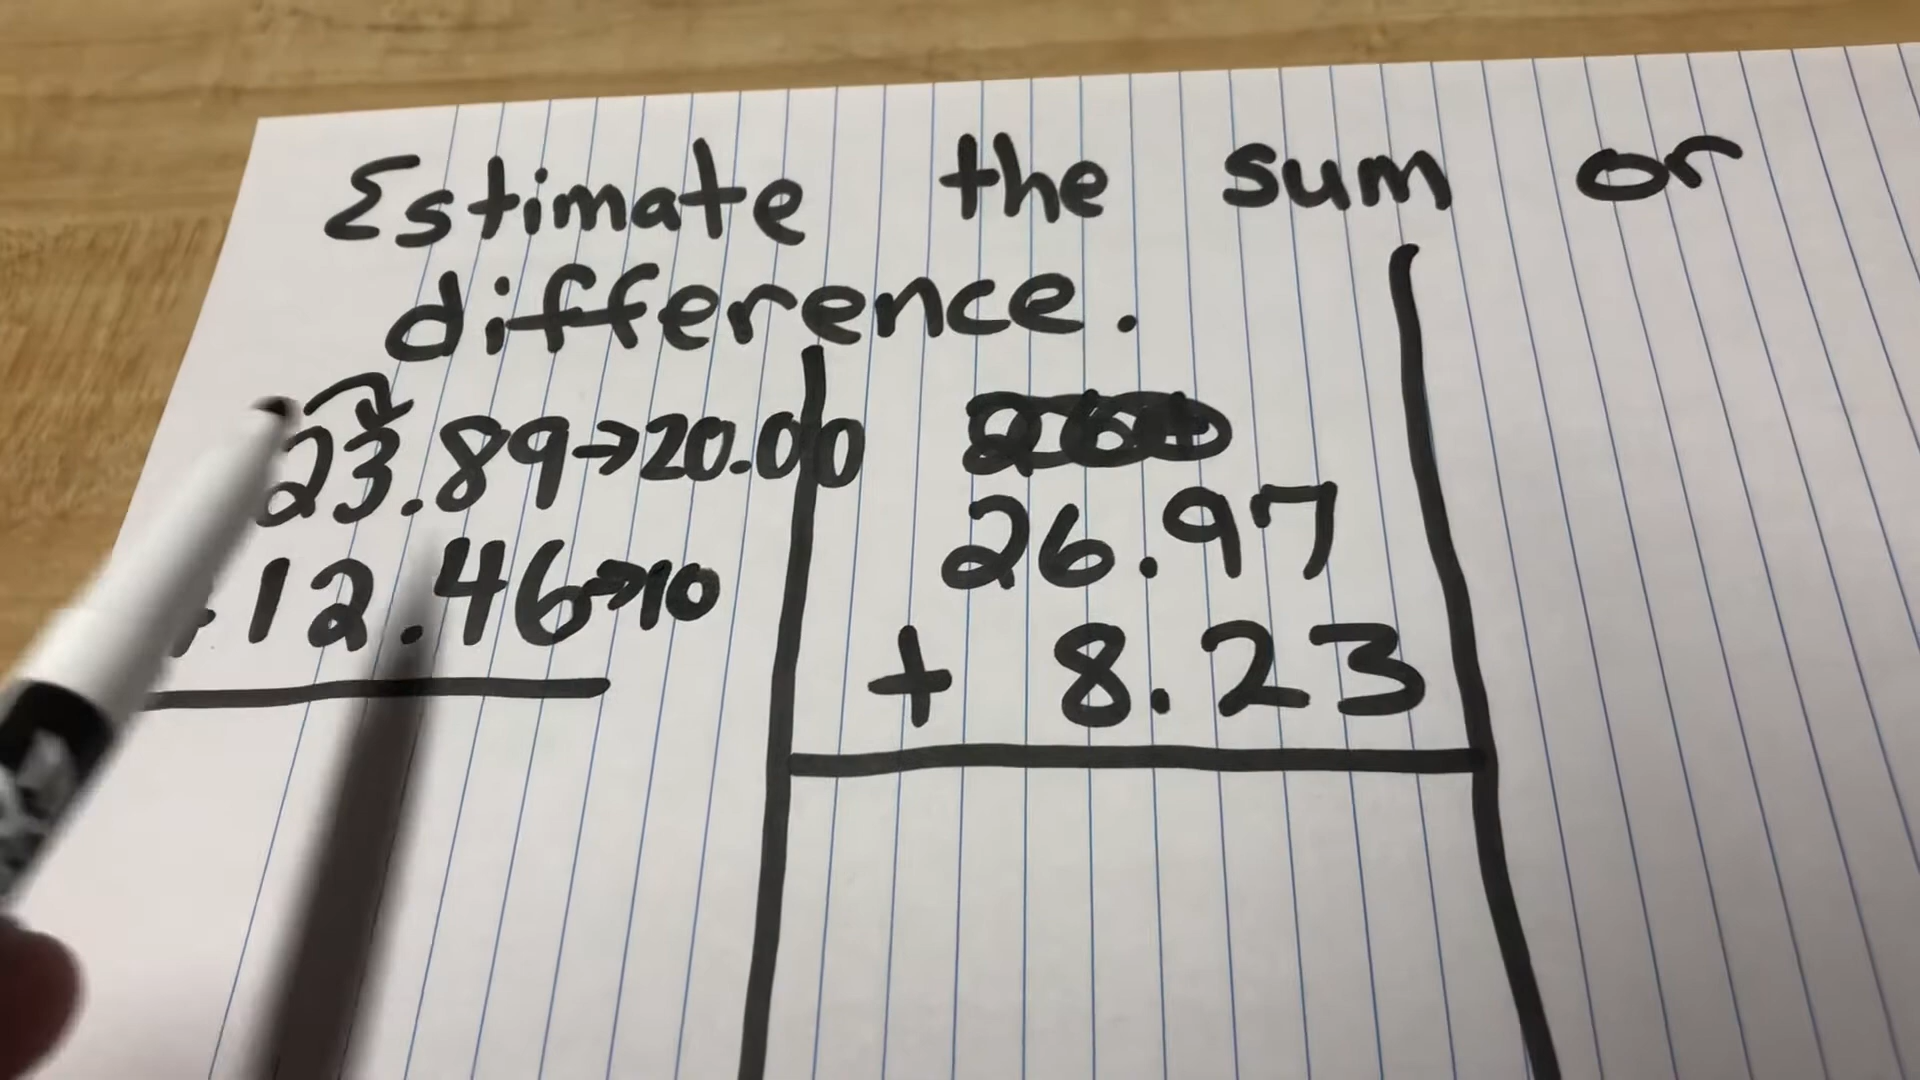 Estimate the sum or
difference.
23.89→20.00
12.46→10
26.97
+ 8.23